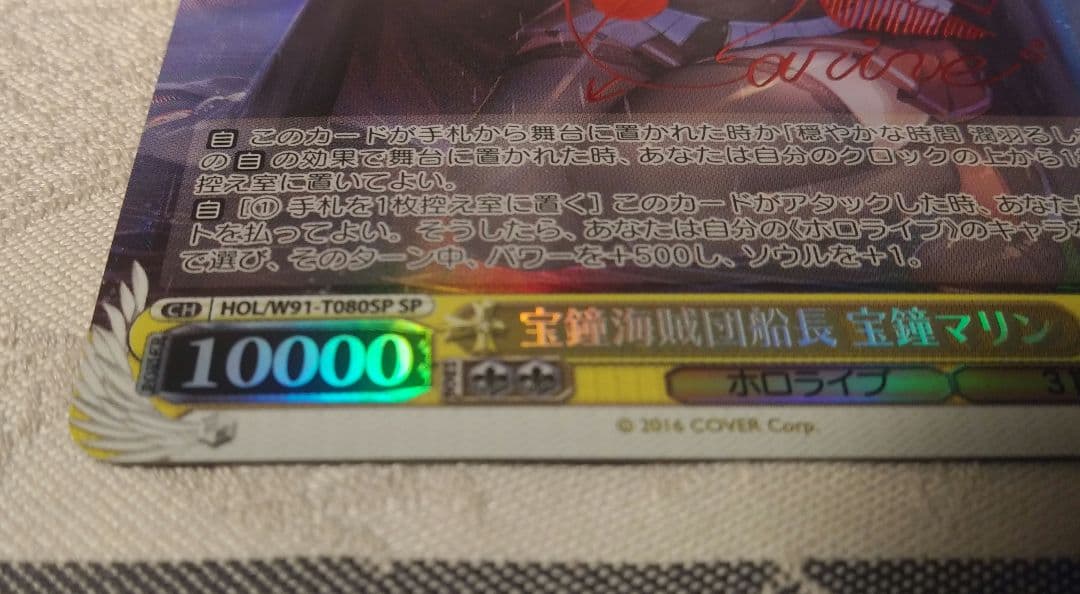 arine
自 このカードが手札から舞台に置かれた時か「穏やかな時間 潤羽るし
の 自 の効果で舞台に置かれた時、あなたは自分のクロックの上から1
控え室に置いてよい。
自 [① 手札を1枚控え室に置く] このカードがアタックした時、あなた
トを払ってよい。そうしたら、あなたは自分の《ホロライブ》のキャラ
で選び、そのターン中、パワーを+500し、ソウルを+1。
CH HOL/W91-T080SP SP
宝鐘海賊団船長 宝鐘マリン
10000
ホロライブ 3
© 2016 COVER Corp.